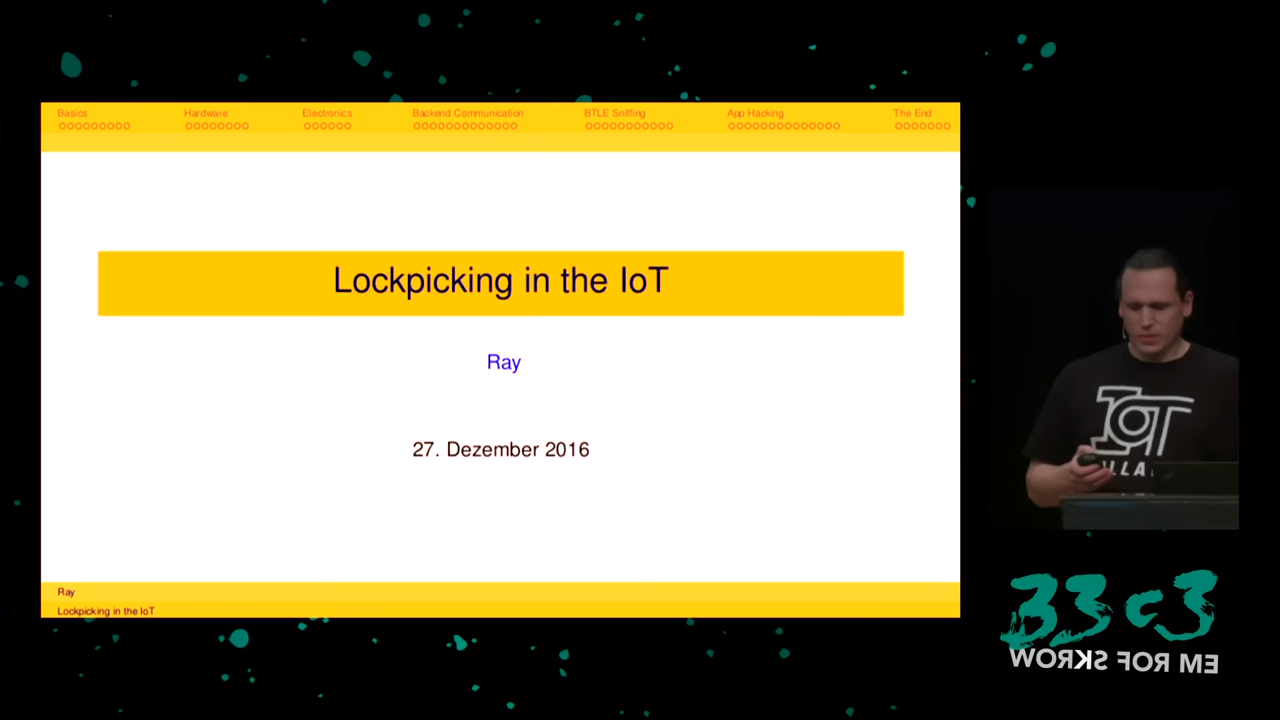 Basics Hardware Electronics Backend Communication BTLE Sniffing App Hacking The End
Lockpicking in the IoT
Ray
27. Dezember 2016
Ray
Lockpicking in the IoT
IOT
33C3
WORKS FOR ME